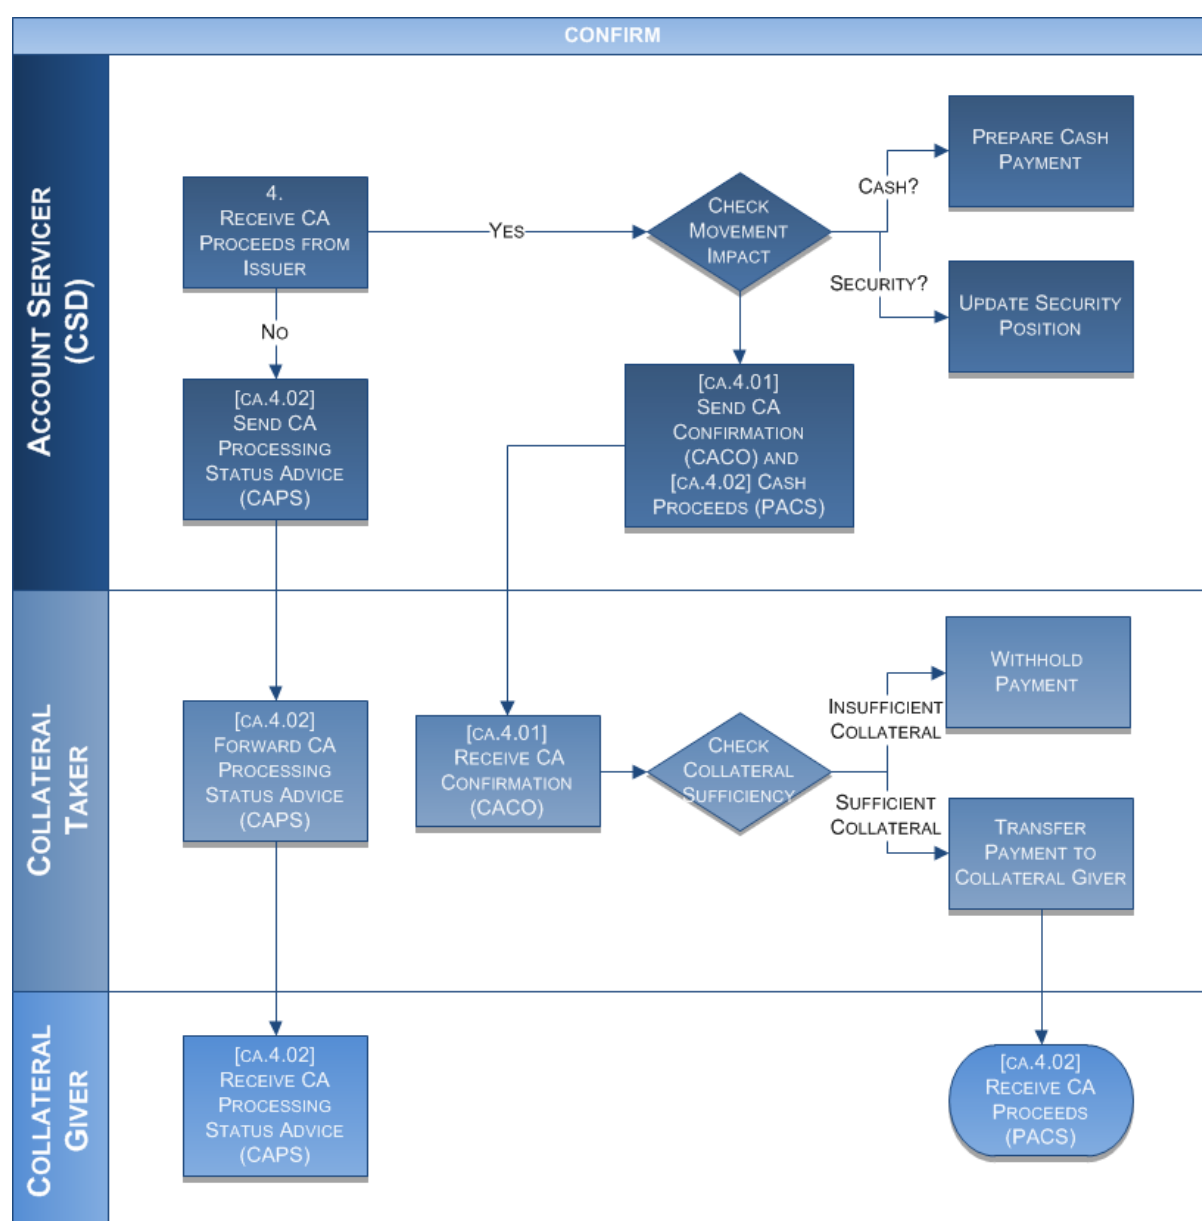 CONFIRM
ACCOUNT SERVICER
(CSD)
4.
RECEIVE CA
PROCEEDS FROM
ISSUER
YES
CHECK
MOVEMENT
IMPACT
CASH?
PREPARE CASH
PAYMENT
SECURITY?
UPDATE SECURITY
POSITION
NO
[CA.4.02]
SEND CA
PROCESSING
STATUS ADVICE
(CAPS)
[CA.4.01]
SEND CA
CONFIRMATION
(CACO) AND
[CA.4.02] CASH
PROCEEDS (PACS)
COLLATERAL
TAKER
[CA.4.02]
FORWARD CA
PROCESSING
STATUS ADVICE
(CAPS)
[CA.4.01]
RECEIVE CA
CONFIRMATION
(CACO)
CHECK
COLLATERAL
SUFFICIENCY
INSUFFICIENT
COLLATERAL
WITHHOLD
PAYMENT
SUFFICIENT
COLLATERAL
TRANSFER
PAYMENT TO
COLLATERAL GIVER
COLLATERAL
GIVER
[CA.4.02]
RECEIVE CA
PROCESSING
STATUS ADVICE
(CAPS)
[CA.4.02]
RECEIVE CA
PROCEEDS
(PACS)